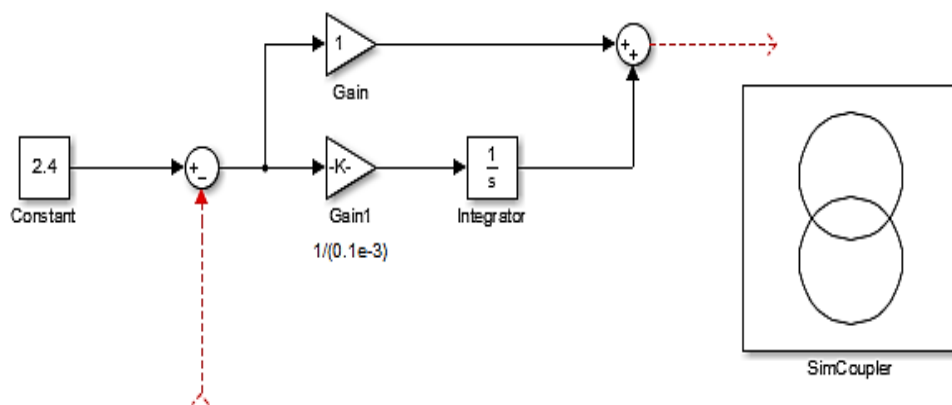 1
Gain
+
+
2.4
Constant
+
−
-K-
Gain1
1/(0.1e-3)
1
s
Integrator
SimCoupler